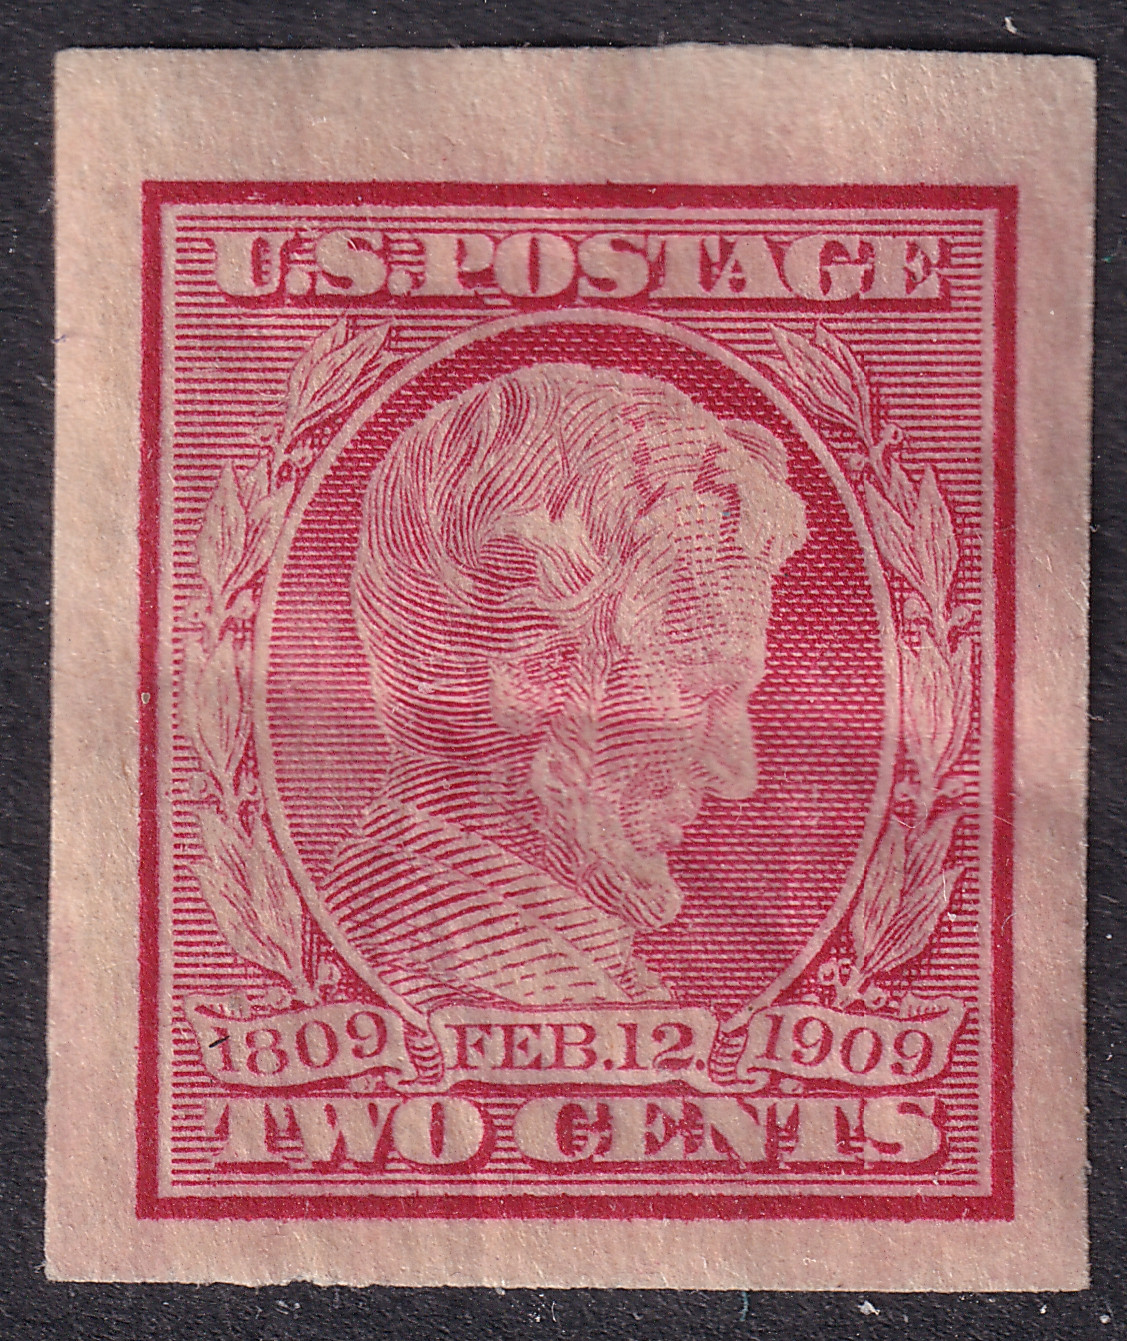 U.S.POSTAGE
1809 FEB.12. 1909
TWO CENTS